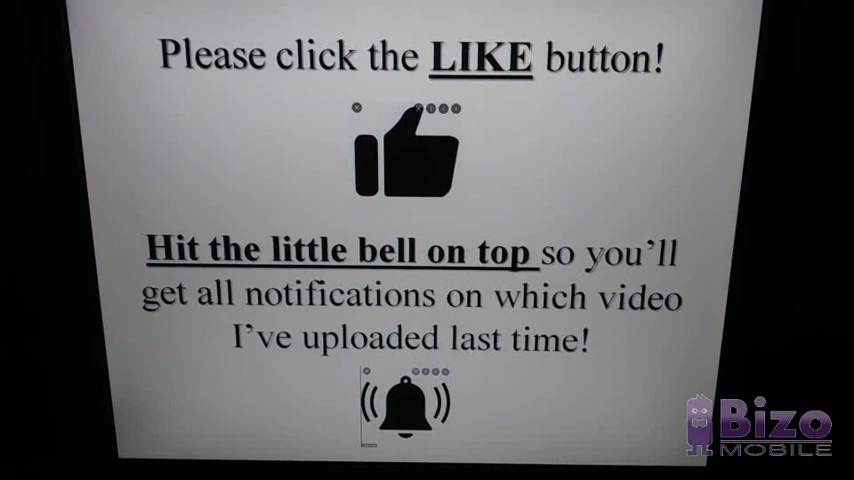 Please click the LIKE button!
Hit the little bell on top so you'll
get all notifications on which video
I've uploaded last time!
Bizo
MOBILE